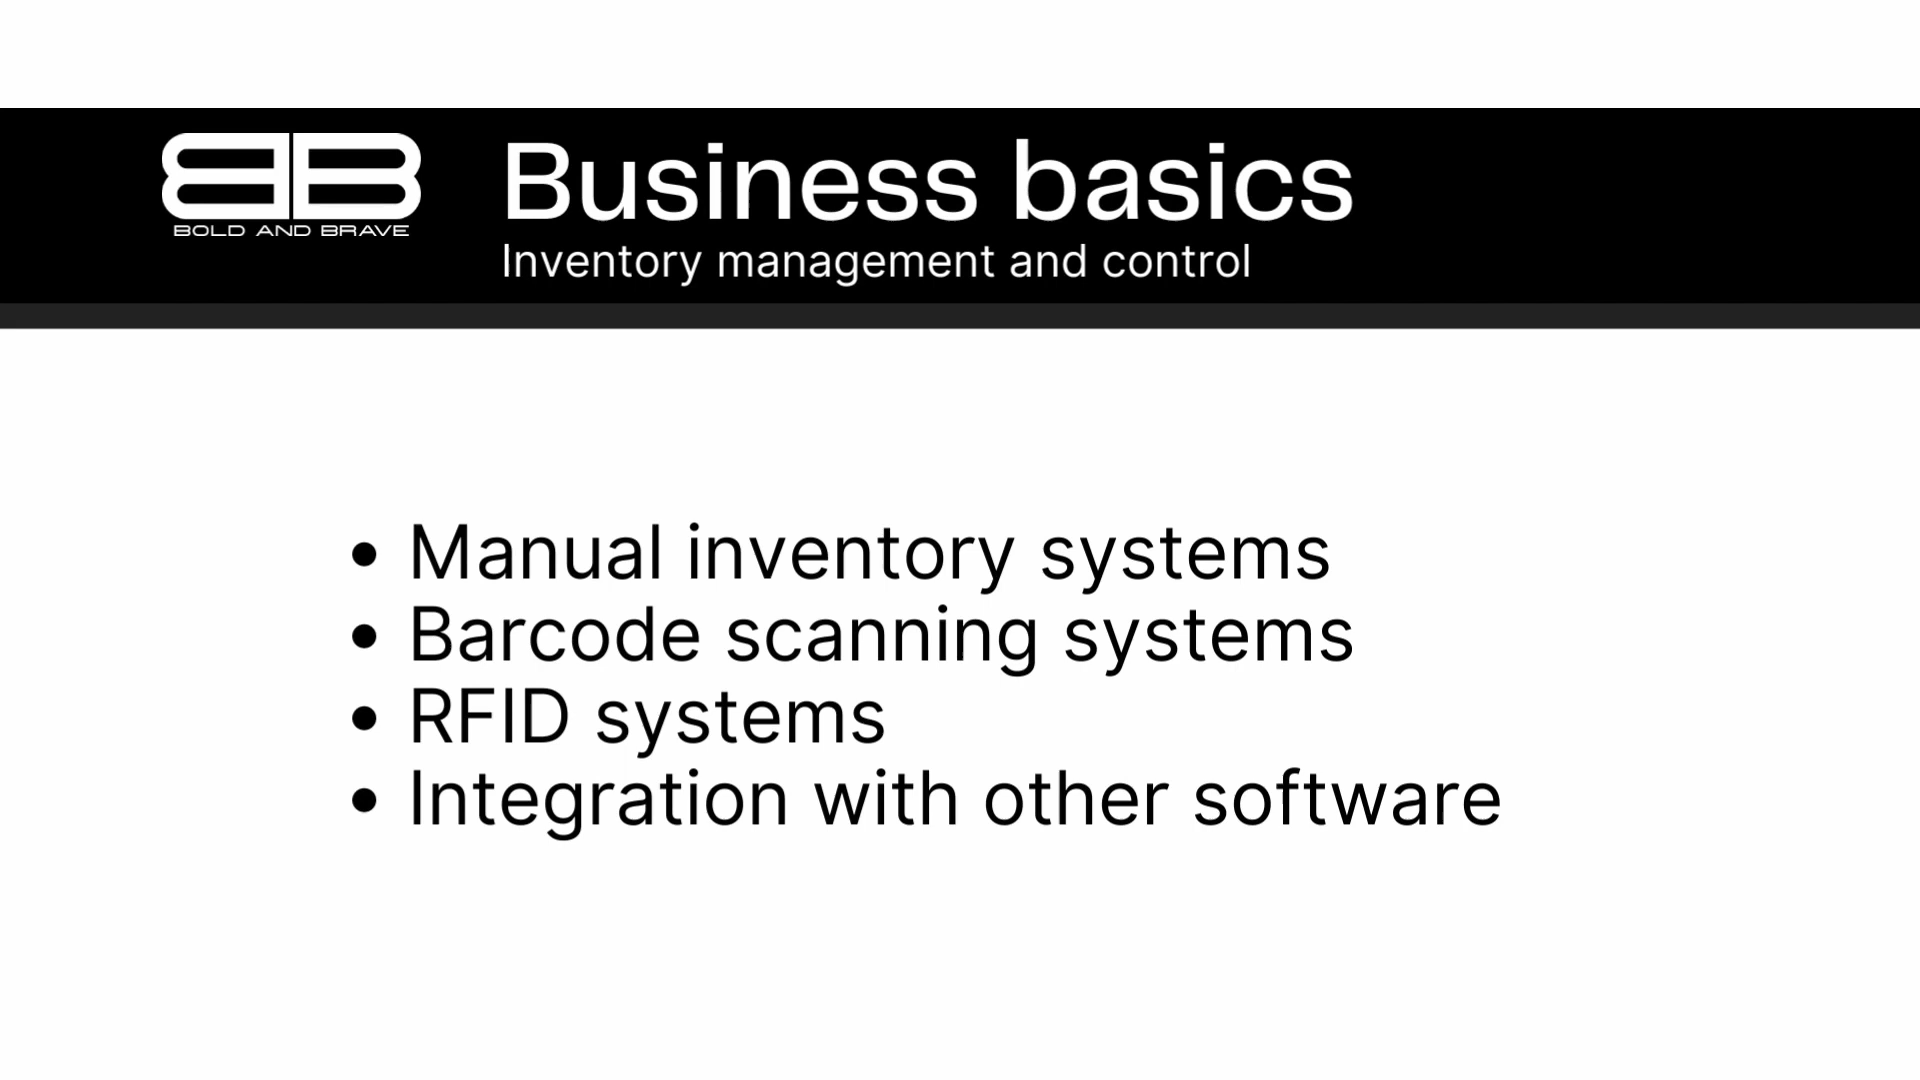 BB
BOLD AND BRAVE
Business basics
Inventory management and control
• Manual inventory systems
• Barcode scanning systems
• RFID systems
• Integration with other software